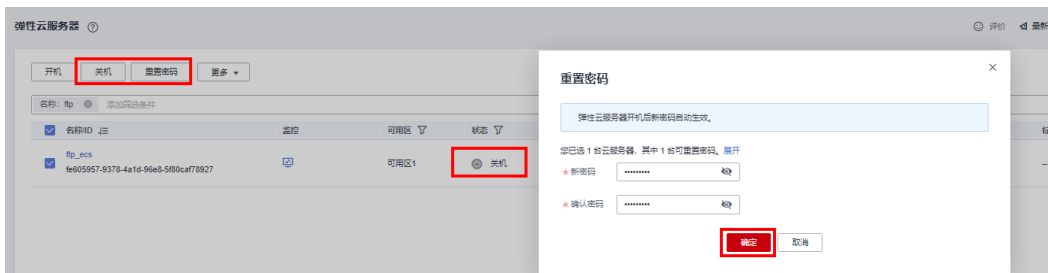 弹性云服务器
评价 最新
开机 关机 重置密码 更多
名称: ftp 添加筛选条件
名称/ID 监控 可用区 状态 标
ftp_ecs
fe605957-9378-4a1d-96e8-5f80caf78927 可用区1 关机 --
重置密码
弹性云服务器开机后新密码自动生效。
您已选 1 台云服务器，其中 1 台可重置密码。展开
* 新密码 ·········
* 确认密码 ·········
确定 取消